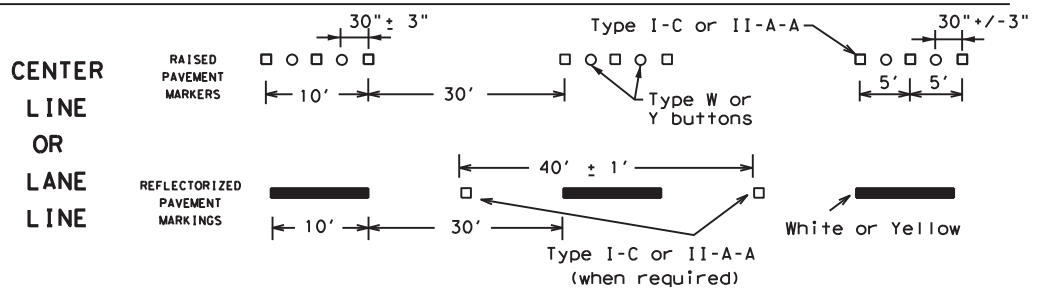 CENTER
LINE
OR
LANE
LINE
RAISED
PAVEMENT
MARKERS
30"± 3"
10'
30'
Type I-C or II-A-A
Type W or
Y buttons
30"+/-3"
5'
5'
REFLECTORIZED
PAVEMENT
MARKINGS
40' ± 1'
10'
30'
Type I-C or II-A-A
(when required)
White or Yellow